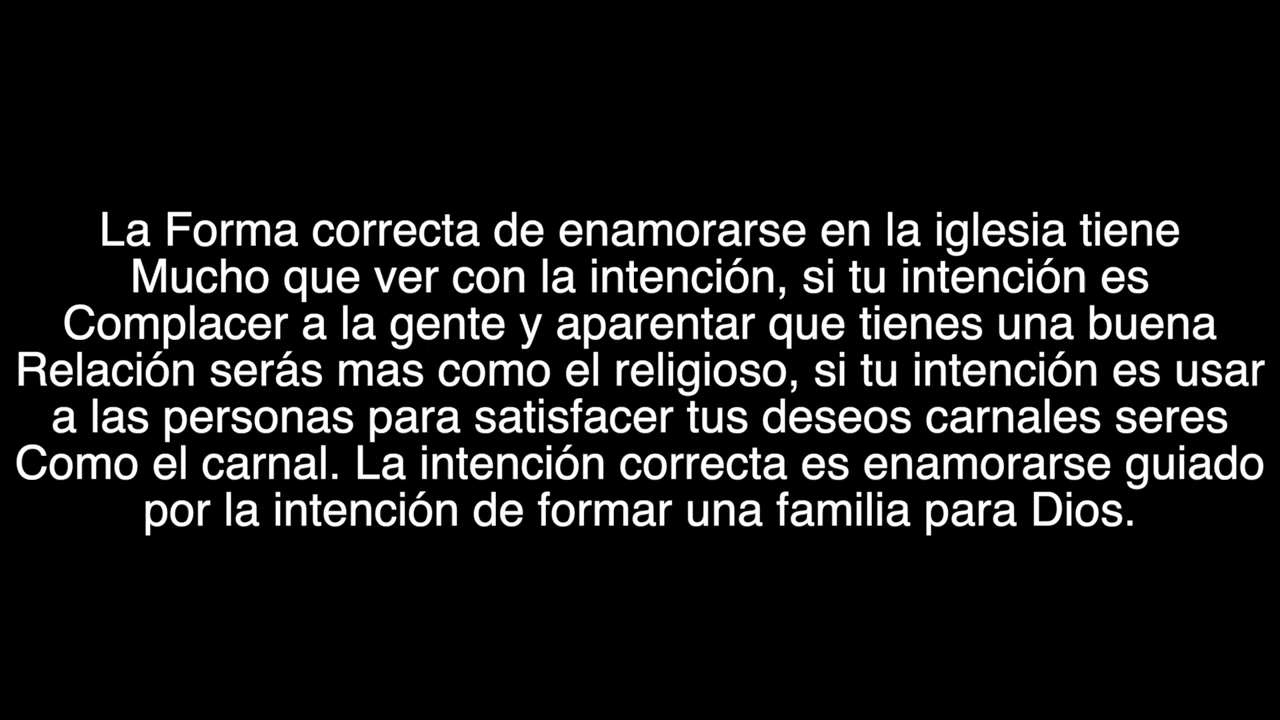 La Forma correcta de enamorarse en la iglesia tiene
Mucho que ver con la intención, si tu intención es
Complacer a la gente y aparentar que tienes una buena
Relación serás mas como el religioso, si tu intención es usar
a las personas para satisfacer tus deseos carnales seres
Como el carnal. La intención correcta es enamorarse guiado
por la intención de formar una familia para Dios.